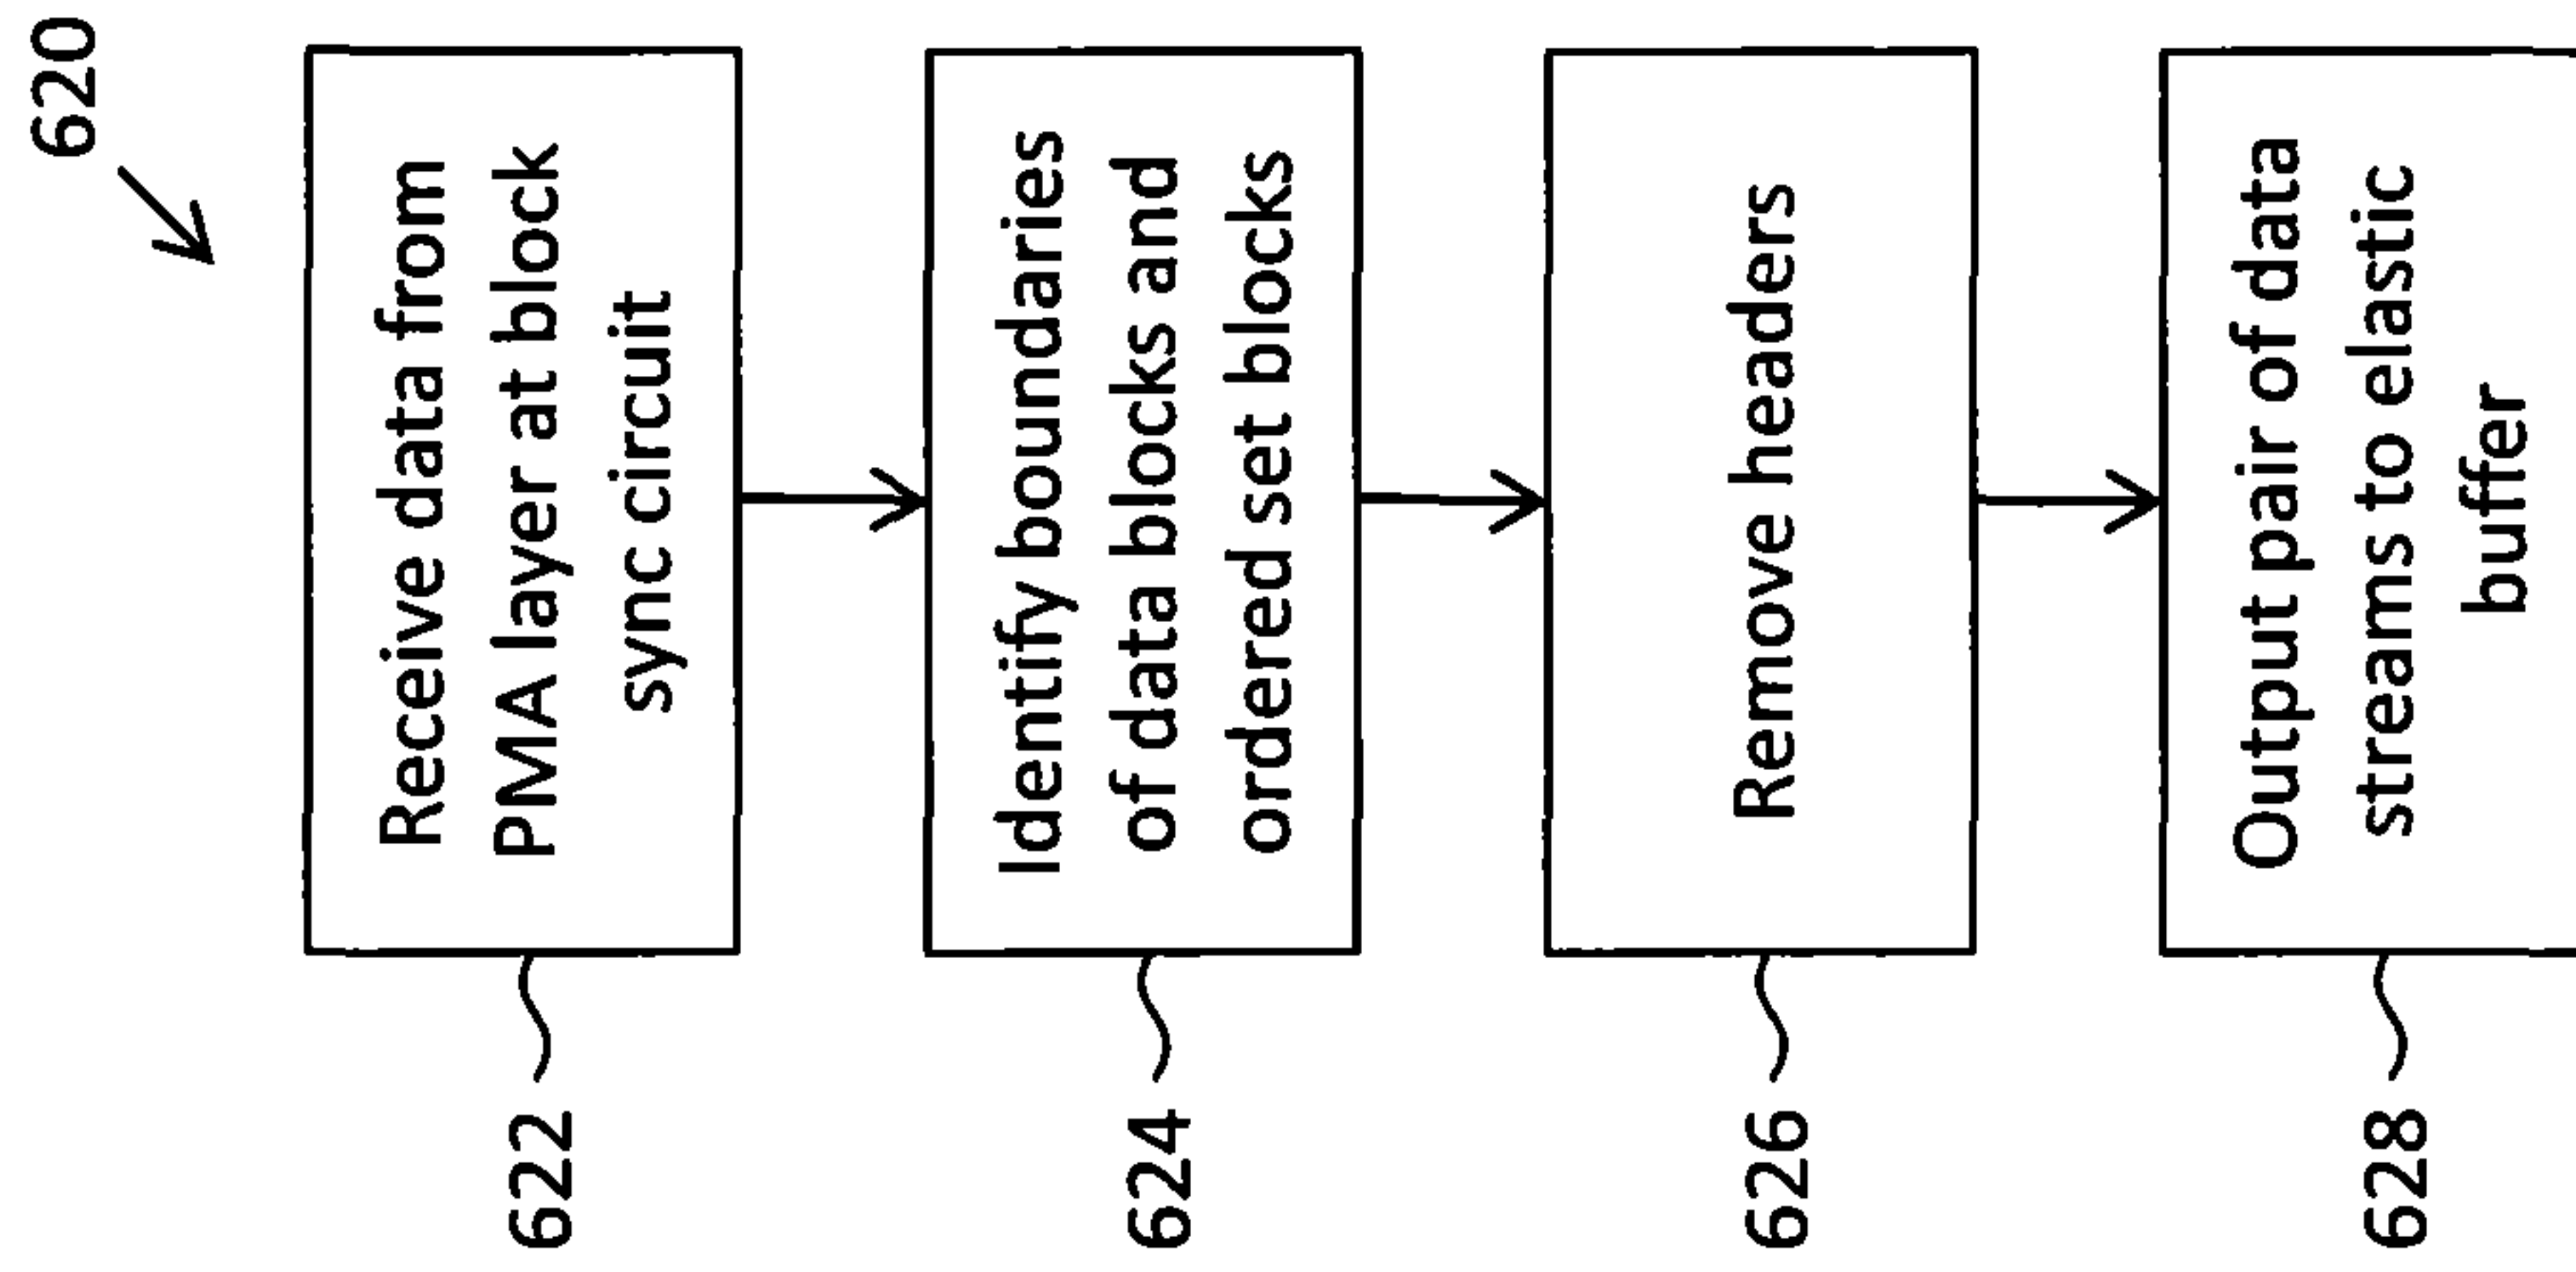 620
622
Receive data from
PMA layer at block
sync circuit
624
Identify boundaries
of data blocks and
ordered set blocks
626
Remove headers
628
Output pair of data
streams to elastic
buffer